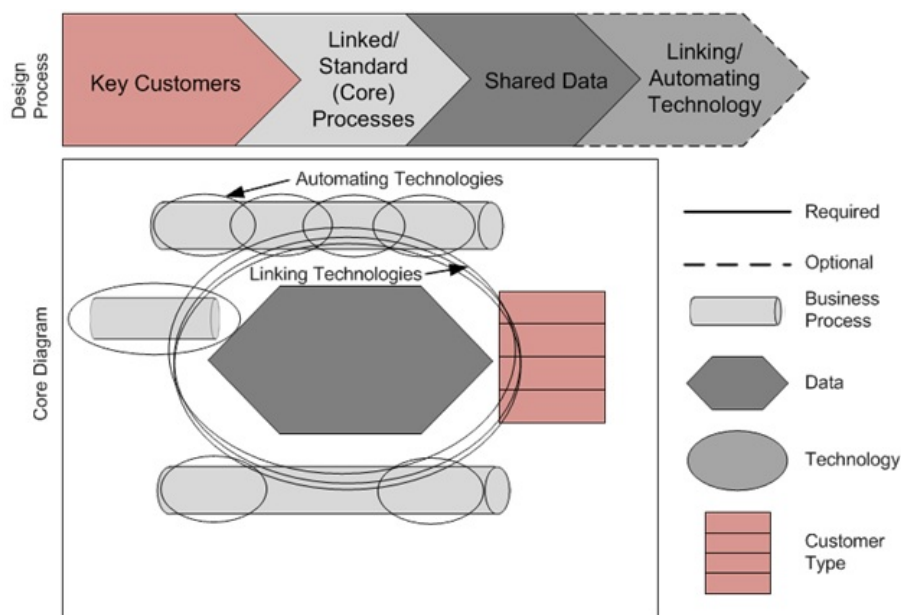 Design
Process
Key Customers
Linked/
Standard
(Core)
Processes
Shared Data
Linking/
Automating
Technology
Core Diagram
Automating Technologies
Linking Technologies
Required
Optional
Business
Process
Data
Technology
Customer
Type